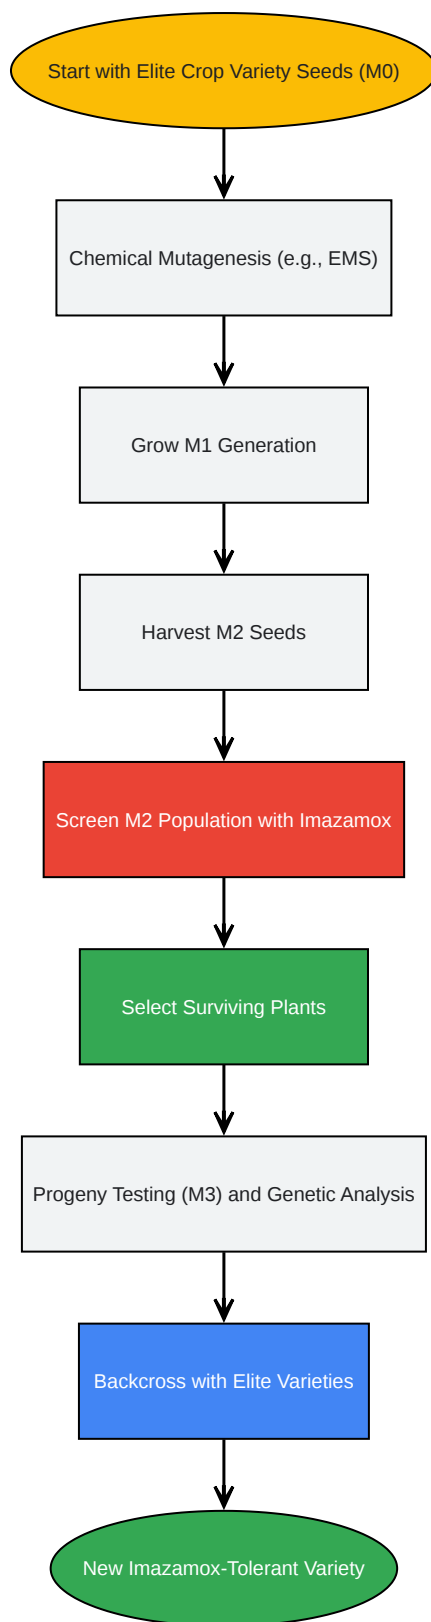 Start with Elite Crop Variety Seeds (M0)
Chemical Mutagenesis (e.g., EMS)
Grow M1 Generation
Harvest M2 Seeds
Screen M2 Population with Imazamox
Select Surviving Plants
Progeny Testing (M3) and Genetic Analysis
Backcross with Elite Varieties
New Imazamox-Tolerant Variety